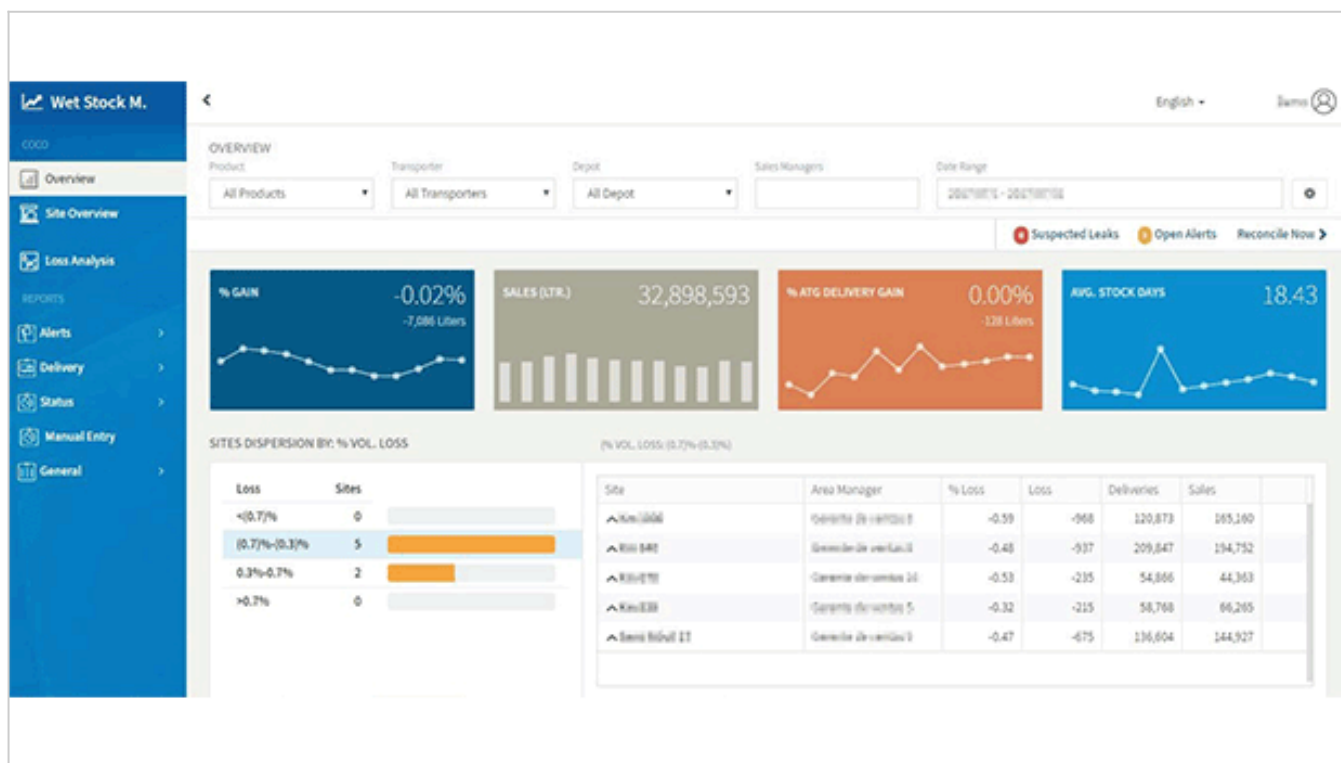 Wet Stock M.
English
COCO
OVERVIEW
Product
Transporter
Depot
Sales Managers
Date Range
Overview
All Products
All Transporters
All Depot
Site Overview
Suspected Leaks
Open Alerts
Reconcile Now
Loss Analysis
REPORTS
Alerts
Delivery
Status
Manual Entry
General
% GAIN
-0.02%
-7,086 Liters
SALES (LTR.)
32,898,593
% ATG DELIVERY GAIN
0.00%
-128 Liters
AVG. STOCK DAYS
18.43
SITES DISPERSION BY: % VOL. LOSS
(% VOL. LOSS: (0.7)%-(0.3)%)
Loss Sites
<(0.7)% 0
(0.7)%-(0.3)% 5
0.3%-0.7% 2
>0.7% 0
Site Area Manager % Loss Loss Deliveries Sales
-0.59 -968 120,873 165,160
-0.48 -937 209,847 194,752
-0.53 -235 54,866 44,363
-0.32 -215 58,768 66,265
-0.47 -675 136,604 144,927